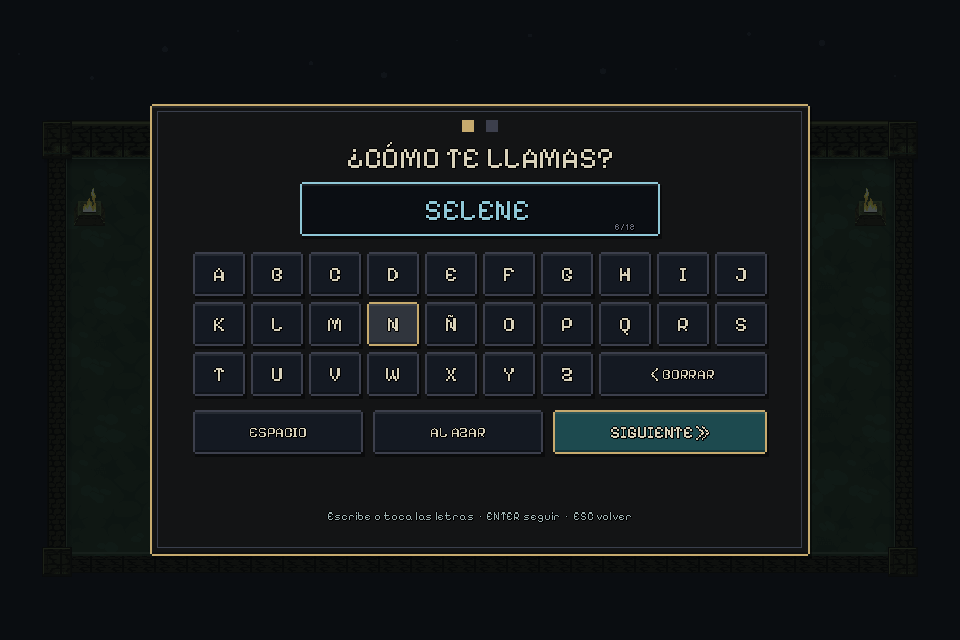 ¿CÓMO TE LLAMAS?
SELENE
6/12
A B C D E F G H I J
K L M N Ñ O P Q R S
T U V W X Y Z < BORRAR
ESPACIO AL AZAR SIGUIENTE »
Escribe o toca las letras · ENTER seguir · ESC volver